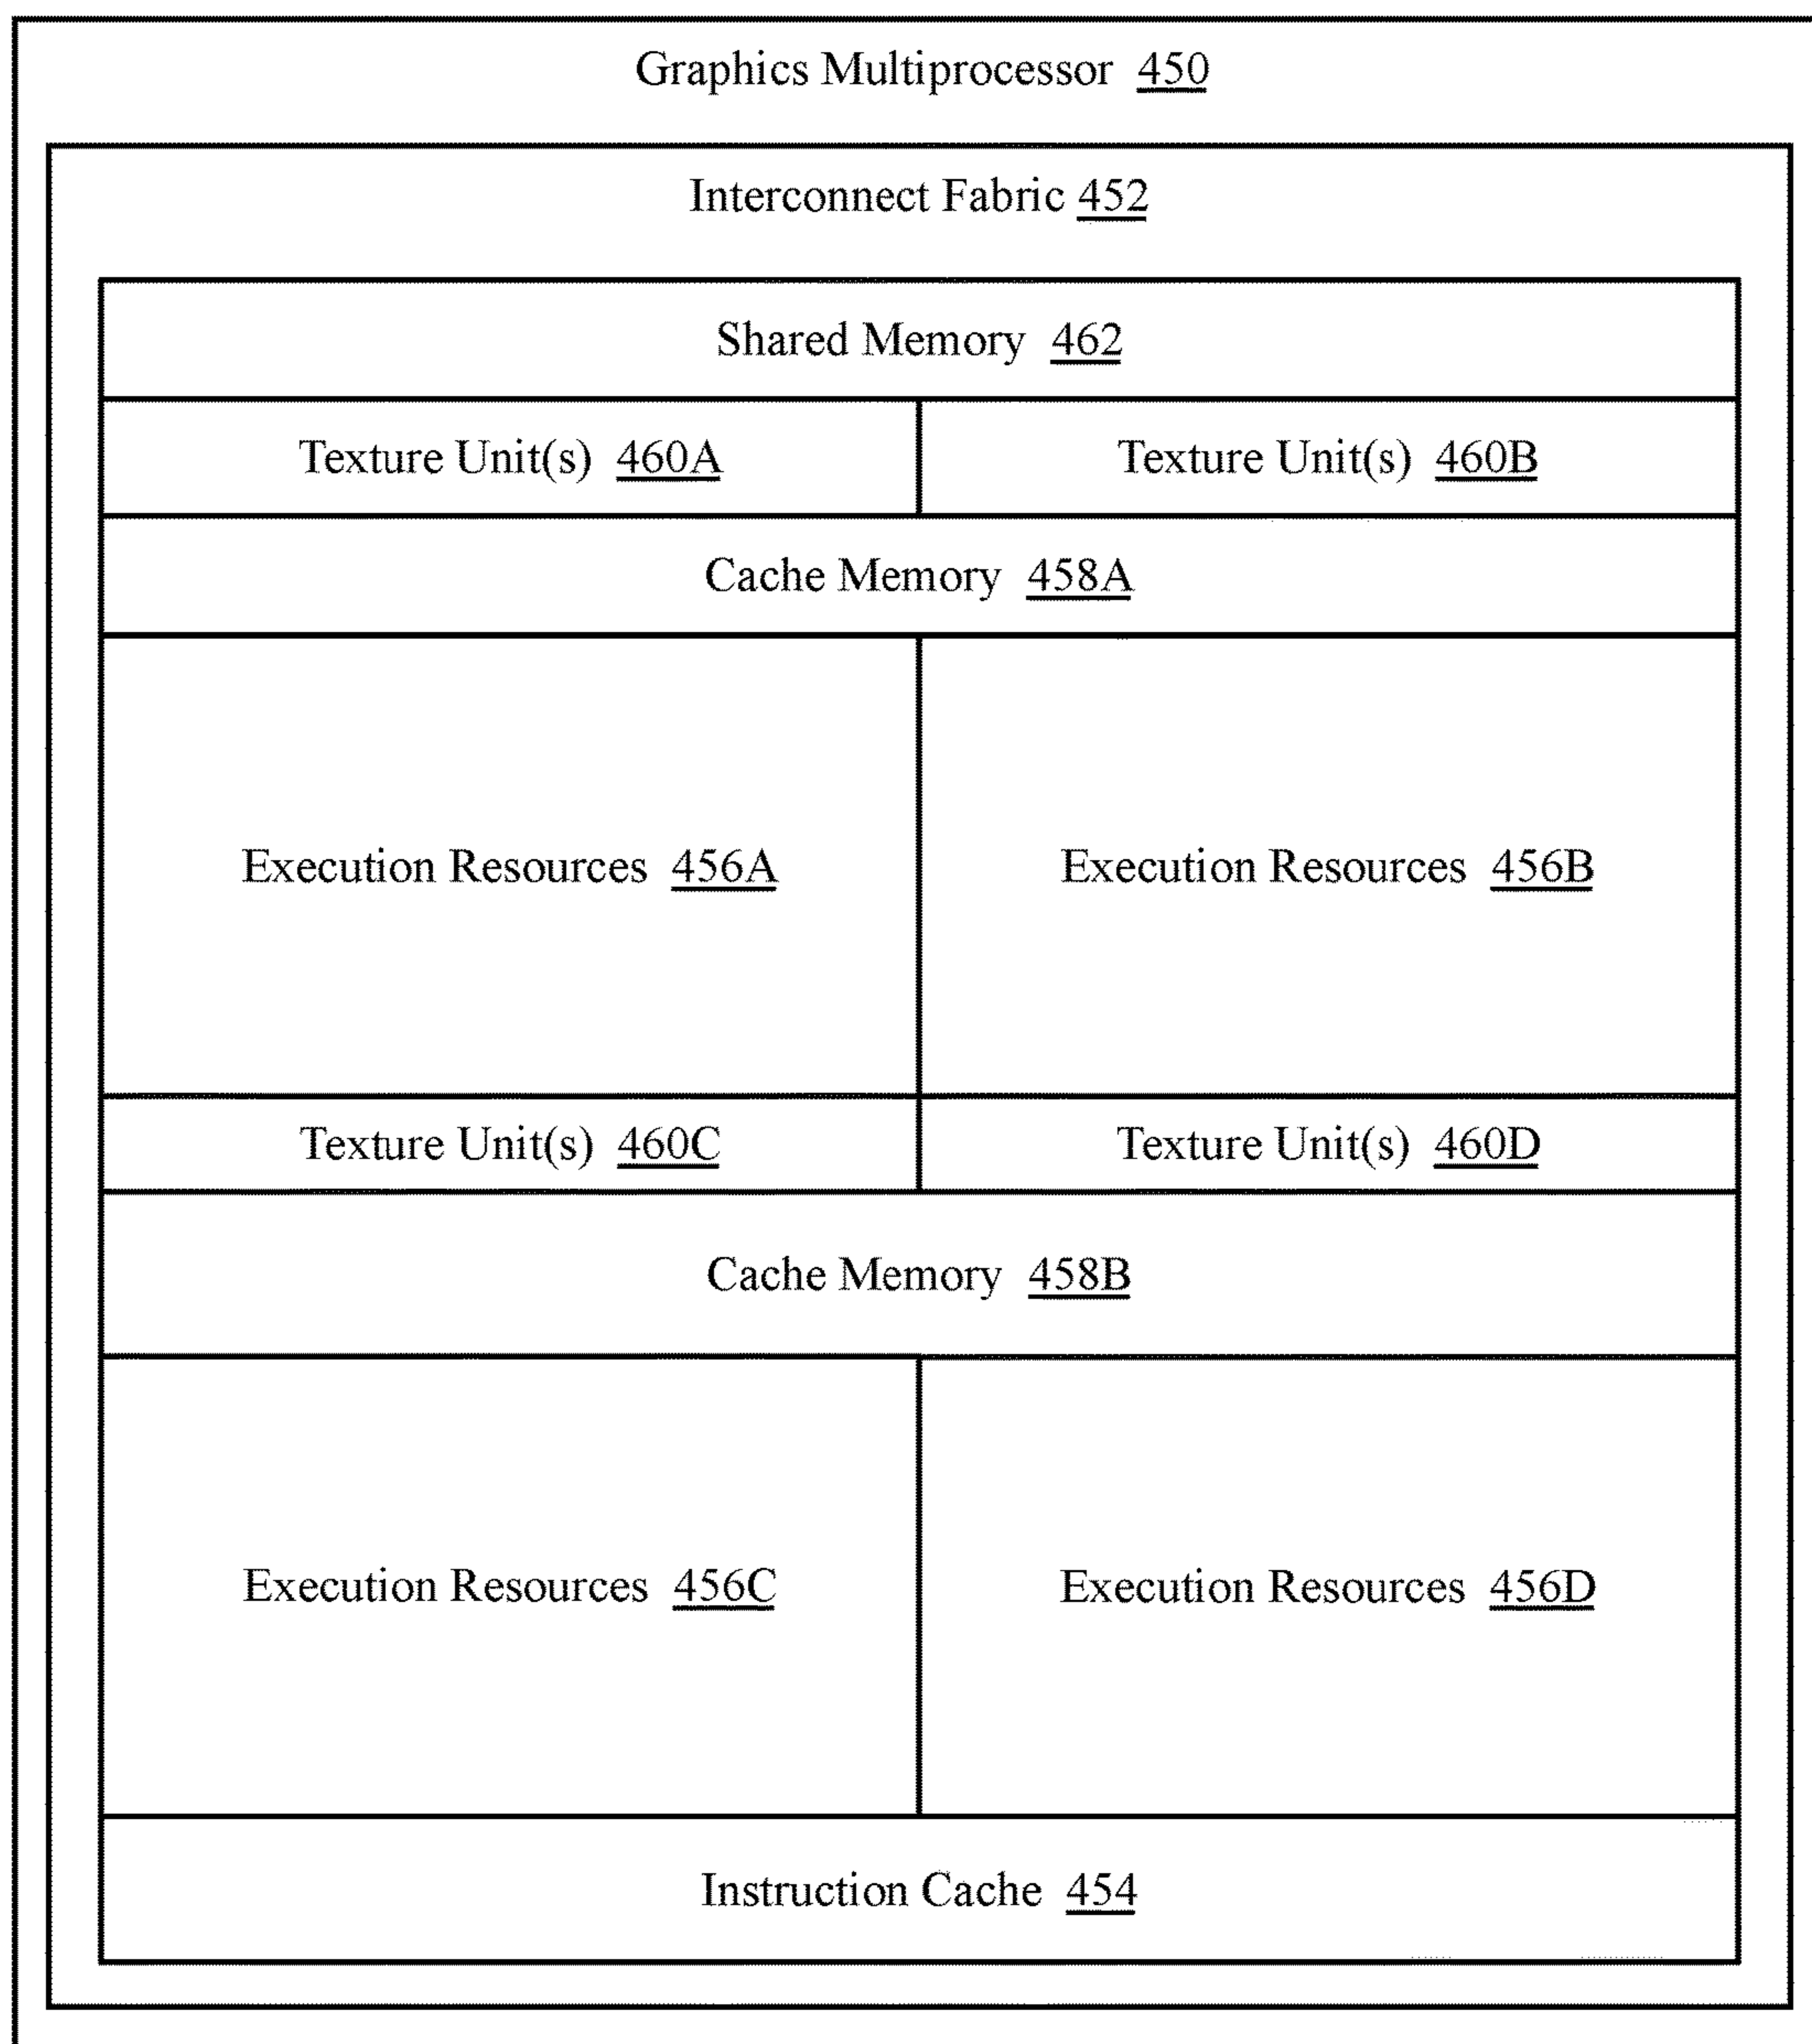 Graphics Multiprocessor 450
Interconnect Fabric 452
Shared Memory 462
Texture Unit(s) 460A
Texture Unit(s) 460B
Cache Memory 458A
Execution Resources 456A
Execution Resources 456B
Texture Unit(s) 460C
Texture Unit(s) 460D
Cache Memory 458B
Execution Resources 456C
Execution Resources 456D
Instruction Cache 454